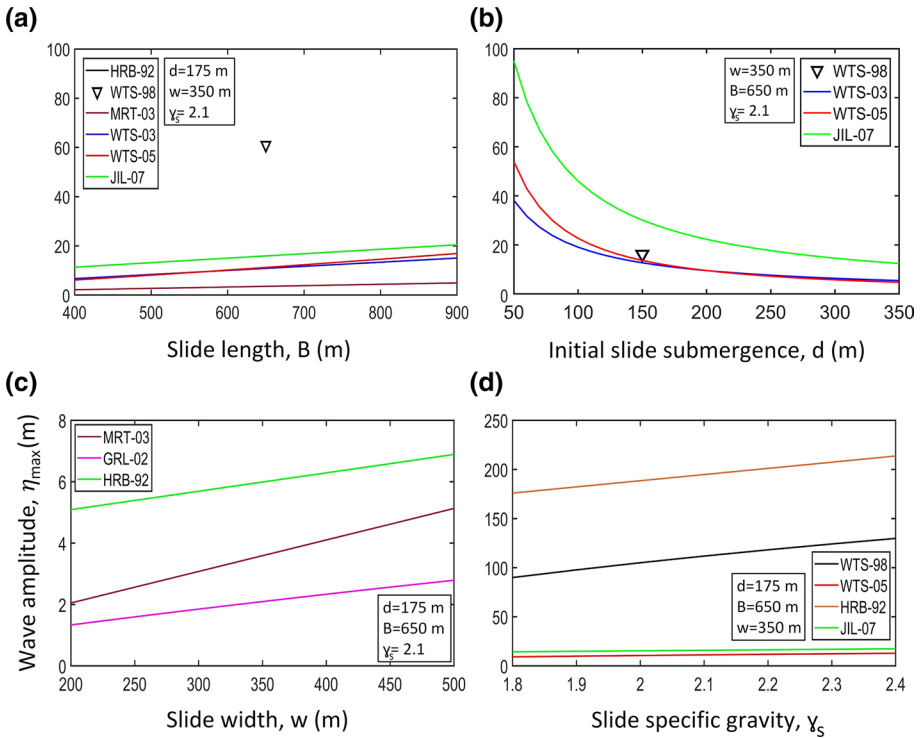 (a)
100
80
60
40
20
0
HRB-92
WTS-98
MRT-03
WTS-03
WTS-05
JIL-07
d=175 m
w=350 m
γs= 2.1
400 500 600 700 800 900
Slide length, B (m)
(b)
100
80
60
40
20
0
w=350 m
B=650 m
γs= 2.1
WTS-98
WTS-03
WTS-05
JIL-07
50 100 150 200 250 300 350
Initial slide submergence, d (m)
(c)
Wave amplitude, ηmax(m)
8
6
4
2
0
MRT-03
GRL-02
HRB-92
d=175 m
B=650 m
γs= 2.1
200 250 300 350 400 450 500
Slide width, w (m)
(d)
250
200
150
100
50
0
d=175 m
B=650 m
w=350 m
WTS-98
WTS-05
HRB-92
JIL-07
1.8 1.9 2 2.1 2.2 2.3 2.4
Slide specific gravity, γs